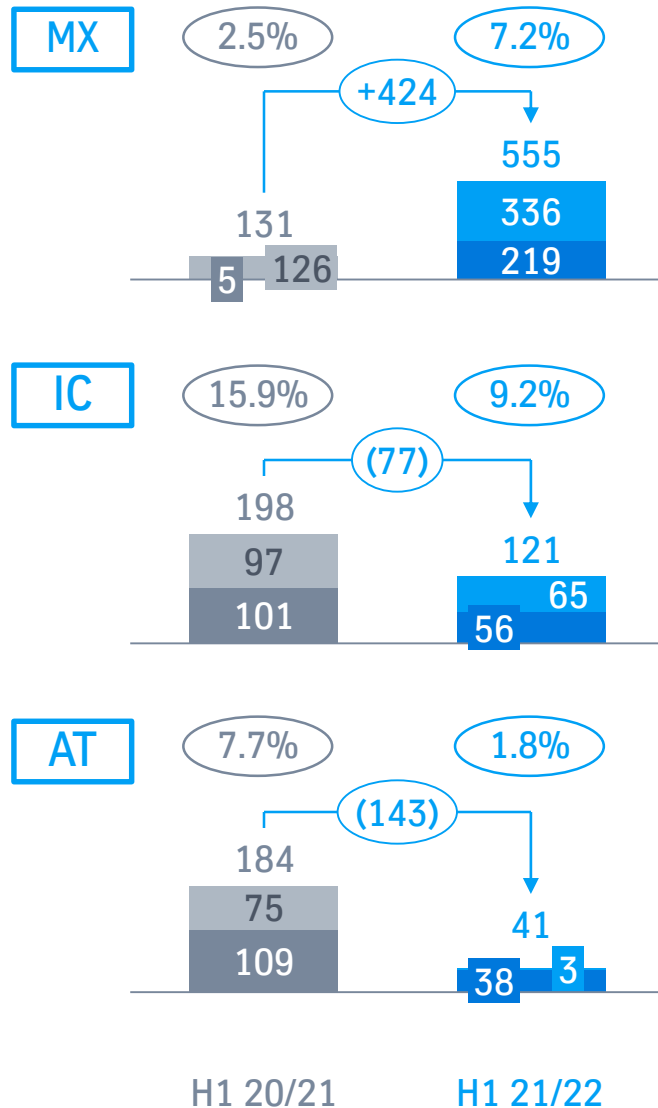 MX 2.5% 7.2%
+424
555
131 336
5 126 219
IC 15.9% 9.2%
(77)
198
97 121
101 65
56
AT 7.7% 1.8%
(143)
184
75 41
109 38 3
H1 20/21 H1 21/22